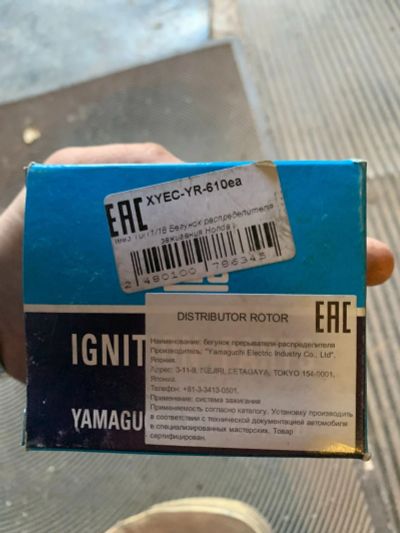 EAC XYEC-YR-610ea
Бегунок распределителя
зажигания Honda
2 480100 786345
DISTRIBUTOR ROTOR EAC
Наименование: бегунок прерывателя-распределителя
Производитель: "Yamaguchi Electric Industry Co., Ltd",
Япония.
Адрес: 3-11-9, NOZAWA, SETAGAYA, TOKYO 154-0001,
Япония.
Телефон: +81-3-3413-0501.
Применение: система зажигания
Применяемость согласно каталогу. Установку производить
в соответствии с технической документацией автомобиля
в специализированных мастерских. Товар
сертифицирован.
IGNIT
YAMAGU